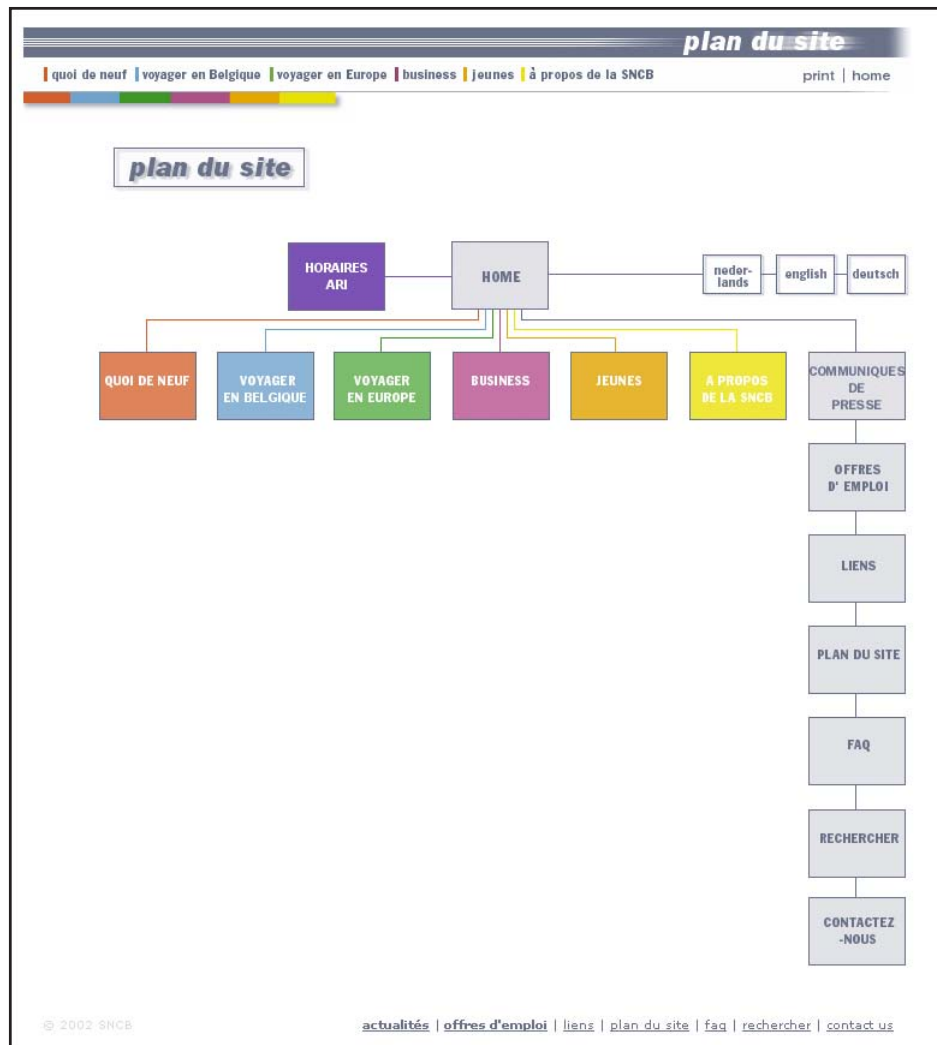 plan du site
quoi de neuf | voyager en Belgique | voyager en Europe | business | jeunes | à propos de la SNCB
print | home
plan du site
HORAIRES
ARI
HOME
neder-
lands
english
deutsch
QUOI DE NEUF
VOYAGER
EN BELGIQUE
VOYAGER
EN EUROPE
BUSINESS
JEUNES
A PROPOS
DE LA SNCB
COMMUNIQUES
DE
PRESSE
OFFRES
D' EMPLOI
LIENS
PLAN DU SITE
FAQ
RECHERCHER
CONTACTEZ
-NOUS
© 2002 SNCB
actualités | offres d'emploi | liens | plan du site | faq | rechercher | contact us